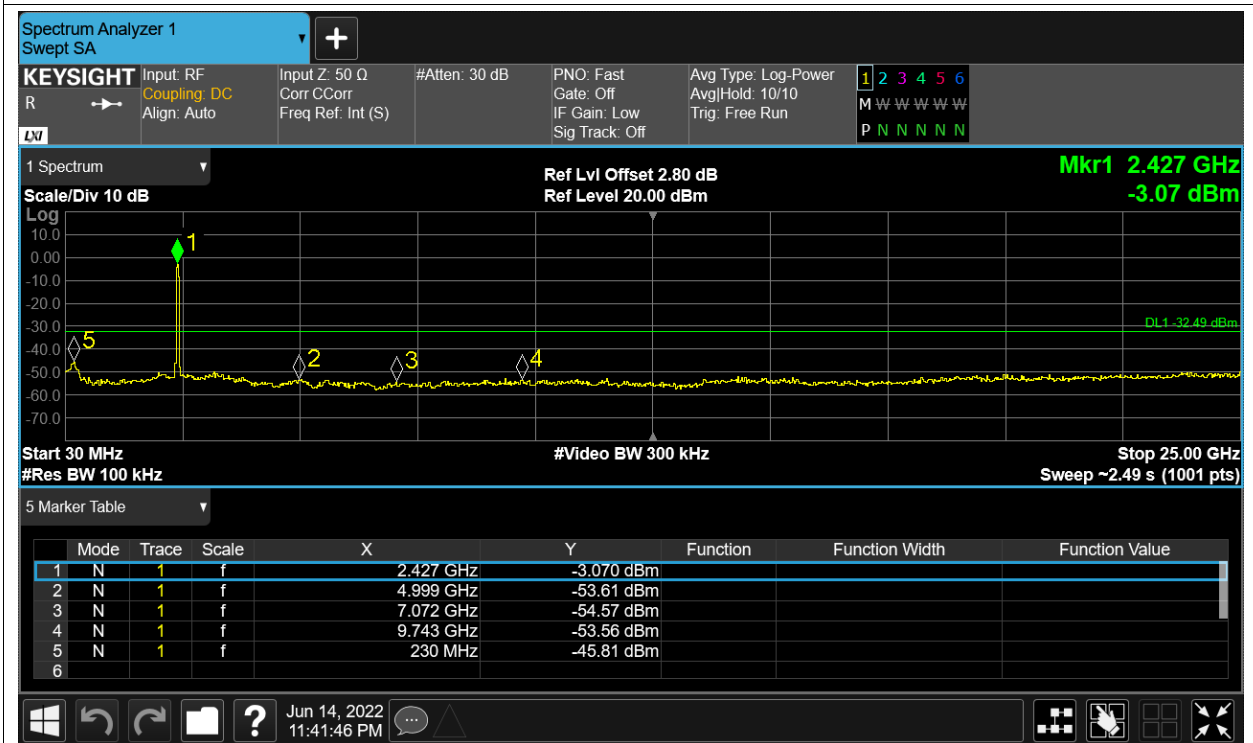 Spectrum Analyzer 1
Swept SA
KEYSIGHT
R
LXI
Input: RF
Coupling: DC
Align: Auto
Input Z: 50 Ω
Corr CCorr
Freq Ref: Int (S)
#Atten: 30 dB
PNO: Fast
Gate: Off
IF Gain: Low
Sig Track: Off
Avg Type: Log-Power
Avg|Hold: 10/10
Trig: Free Run
1 2 3 4 5 6
M W W W W W
P N N N N N
1 Spectrum
Scale/Div 10 dB
Ref Lvl Offset 2.80 dB
Ref Level 20.00 dBm
Mkr1 2.427 GHz
-3.07 dBm
Log
10.0
0.00
-10.0
-20.0
-30.0
-40.0
-50.0
-60.0
-70.0
1
5
2
3
4
DL1 -32.49 dBm
Start 30 MHz
#Res BW 100 kHz
#Video BW 300 kHz
Stop 25.00 GHz
Sweep ~2.49 s (1001 pts)
5 Marker Table
Mode Trace Scale X Y Function Function Width Function Value
1 N 1 f 2.427 GHz -3.070 dBm
2 N 1 f 4.999 GHz -53.61 dBm
3 N 1 f 7.072 GHz -54.57 dBm
4 N 1 f 9.743 GHz -53.56 dBm
5 N 1 f 230 MHz -45.81 dBm
6
?
Jun 14, 2022
11:41:46 PM